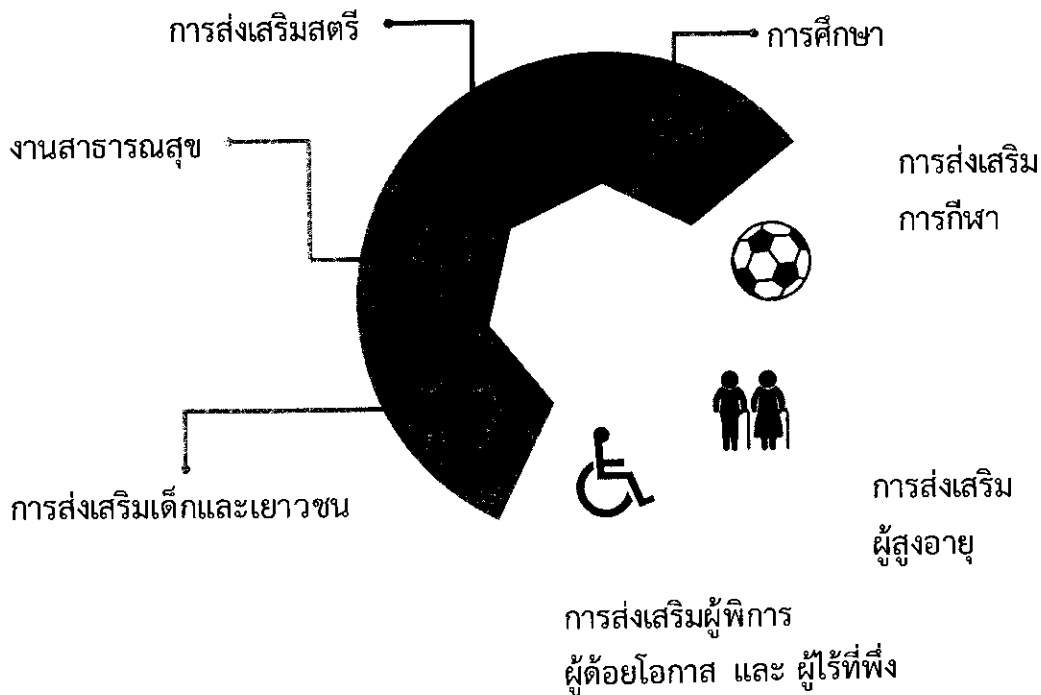 การส่งเสริมสตรี
การศึกษา
งานสาธารณสุข
การส่งเสริม
การกีฬา
การส่งเสริมเด็กและเยาวชน
การส่งเสริม
ผู้สูงอายุ
การส่งเสริมผู้พิการ
ผู้ด้อยโอกาส และ ผู้ไร้ที่พึ่ง